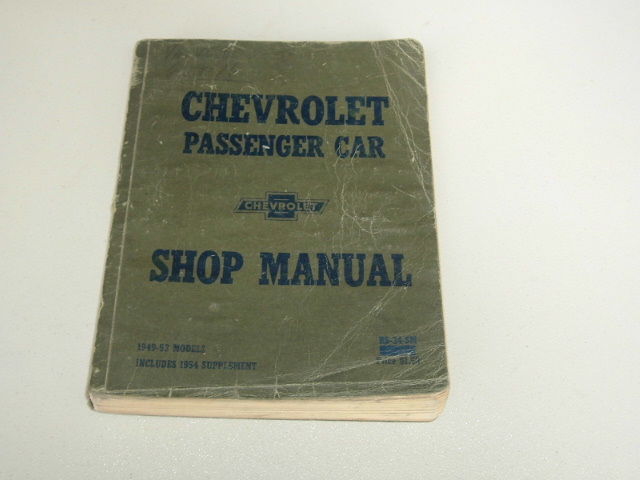 CHEVROLET
PASSENGER CAR
CHEVROLET
SHOP MANUAL
1949-53 MODELS
INCLUDES 1954 SUPPLEMENT